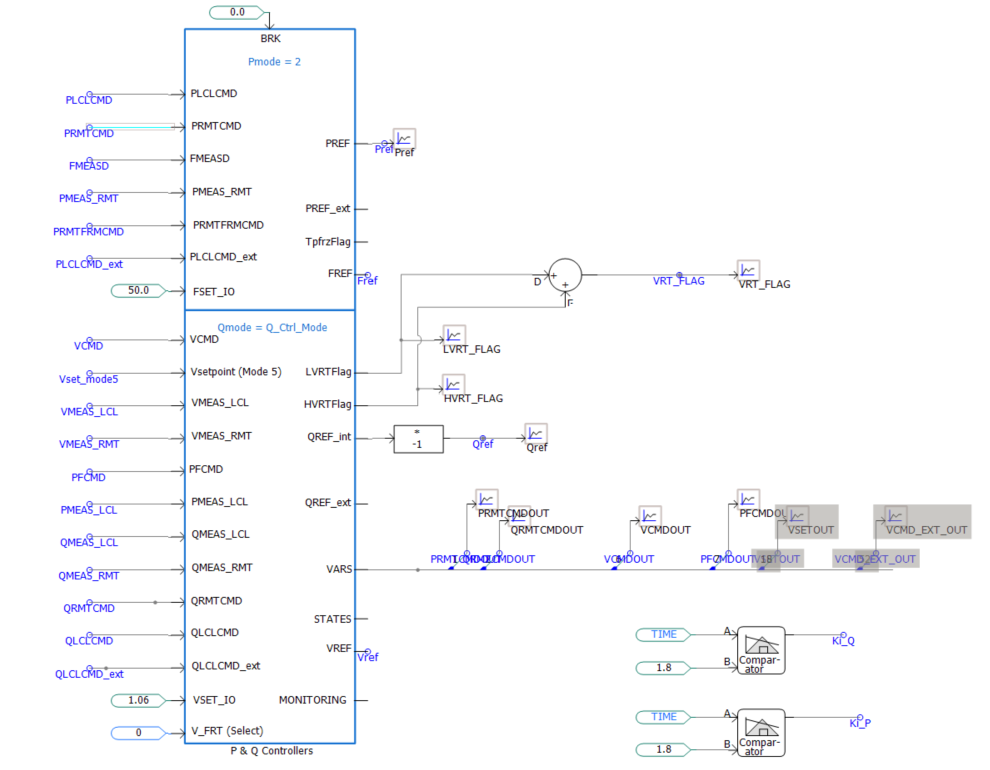 0.0
BRK
Pmode = 2
PLCLCMD
PLCLCMD
PRMTCMD
PRMTCMD
FMEASD
FMEASD
PMEAS_RMT
PMEAS_RMT
PRMTFRMCMD
PRMTFRMCMD
PLCLCMD_ext
PLCLCMD_ext
50.0
FSET_IO
PREF
Pref
Pref
PREF_ext
TpfrzFlag
FREF
Fref
D
+
+
F
VRT_FLAG
VRT_FLAG
Qmode = Q_Ctrl_Mode
VCMD
VCMD
Vsetpoint (Mode 5)
Vset_mode5
VMEAS_LCL
VMEAS_LCL
VMEAS_RMT
VMEAS_RMT
PFCMD
PFCMD
PMEAS_LCL
PMEAS_LCL
QMEAS_LCL
QMEAS_LCL
QMEAS_RMT
QMEAS_RMT
QRMTCMD
QRMTCMD
QLCLCMD
QLCLCMD
QLCLCMD_ext
QLCLCMD_ext
1.06
VSET_IO
0
V_FRT (Select)
P & Q Controllers
LVRTFlag
LVRT_FLAG
HVRTFlag
HVRT_FLAG
QREF_int
*
-1
Qref
Qref
QREF_ext
VARS
STATES
VREF
Vref
MONITORING
PRMTCMDOUT
QRMTCMDOUT
VCMDOUT
VSETOUT
VCMD_EXT_OUT
VCMDOUT
PFCMDOUT
TIME
A
1.8
B
Compar-
ator
Ki_Q
TIME
A
1.8
B
Compar-
ator
Ki_P